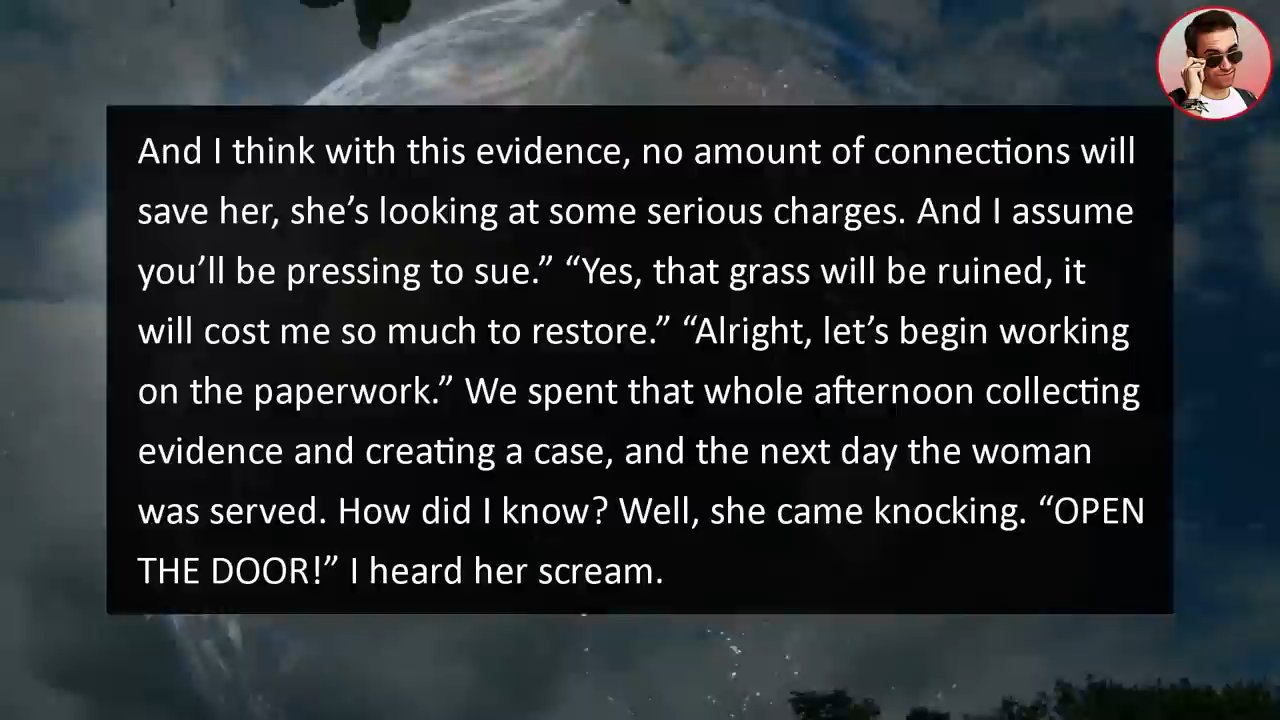 And I think with this evidence, no amount of connections will
save her, she’s looking at some serious charges. And I assume
you’ll be pressing to sue.” “Yes, that grass will be ruined, it
will cost me so much to restore.” “Alright, let’s begin working
on the paperwork.” We spent that whole afternoon collecting
evidence and creating a case, and the next day the woman
was served. How did I know? Well, she came knocking. “OPEN
THE DOOR!” I heard her scream.